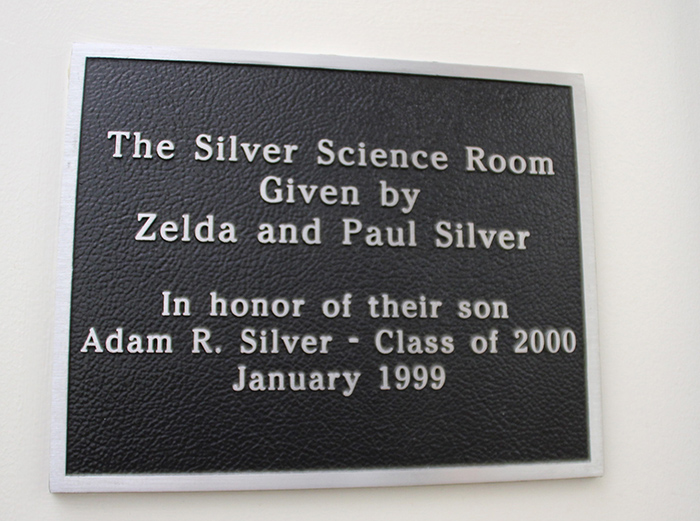 The Silver Science Room
Given by
Zelda and Paul Silver
In honor of their son
Adam R. Silver - Class of 2000
January 1999